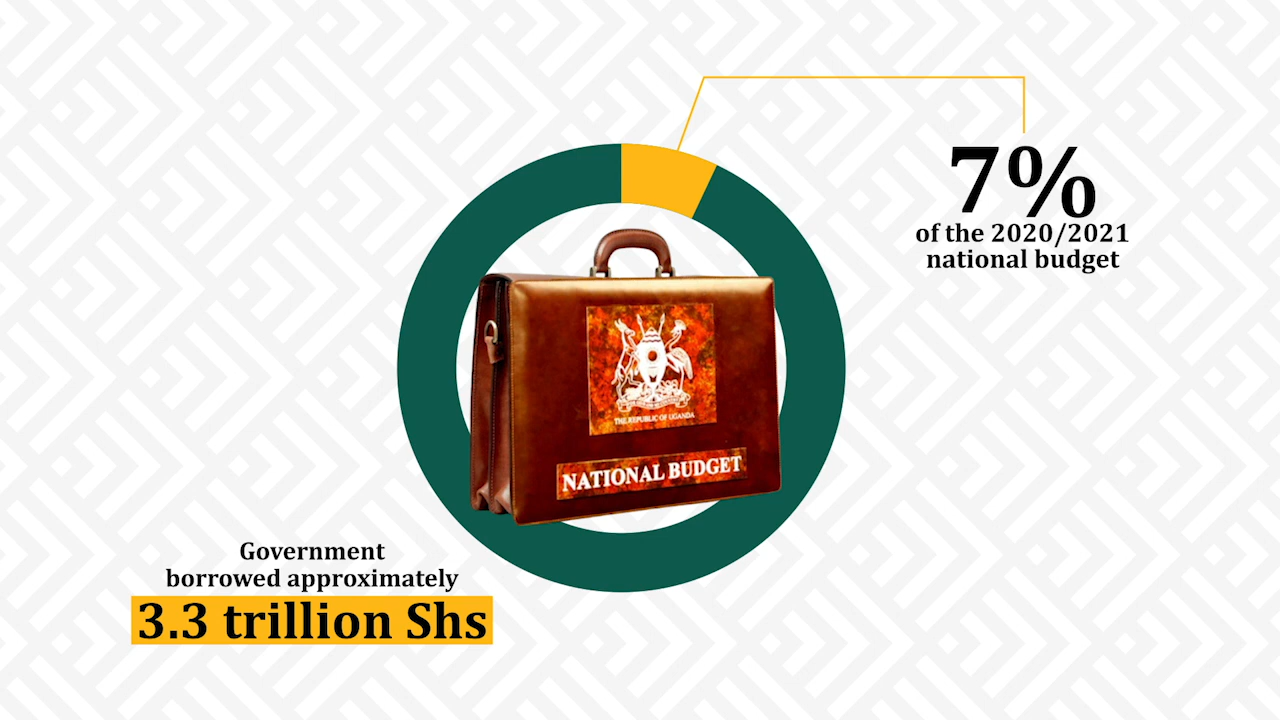 7%
of the 2020/2021
national budget
THE REPUBLIC OF UGANDA
NATIONAL BUDGET
Government
borrowed approximately
3.3 trillion Shs